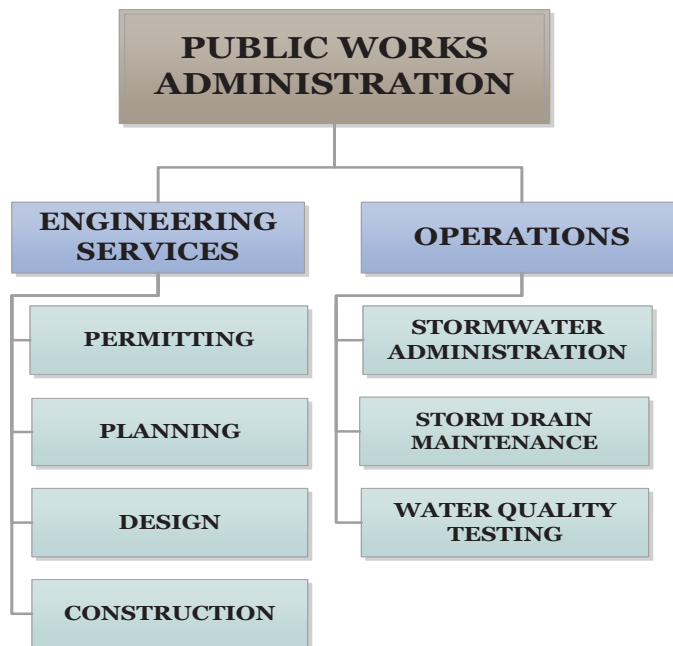 PUBLIC WORKS
ADMINISTRATION
ENGINEERING
SERVICES
PERMITTING
PLANNING
DESIGN
CONSTRUCTION
OPERATIONS
STORMWATER
ADMINISTRATION
STORM DRAIN
MAINTENANCE
WATER QUALITY
TESTING